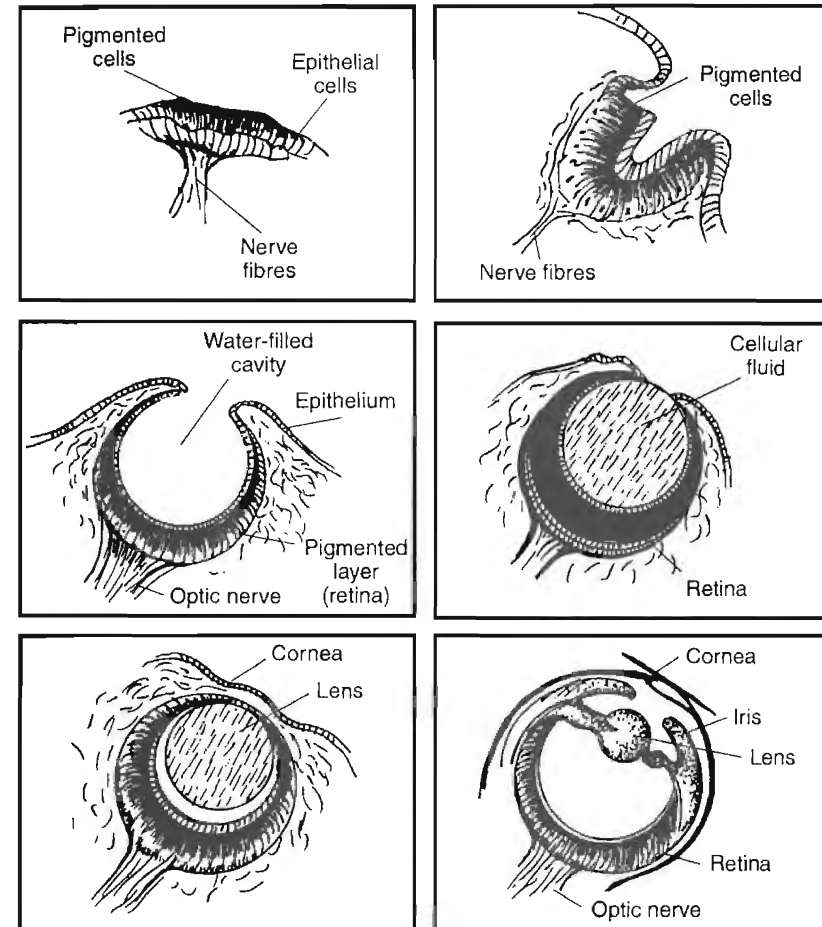 Pigmented
cells
Epithelial
cells
Nerve
fibres
Pigmented
cells
Nerve fibres
Water-filled
cavity
Epithelium
Pigmented
layer
(retina)
Optic nerve
Cellular
fluid
Retina
Cornea
Lens
Cornea
Iris
Lens
Retina
Optic nerve